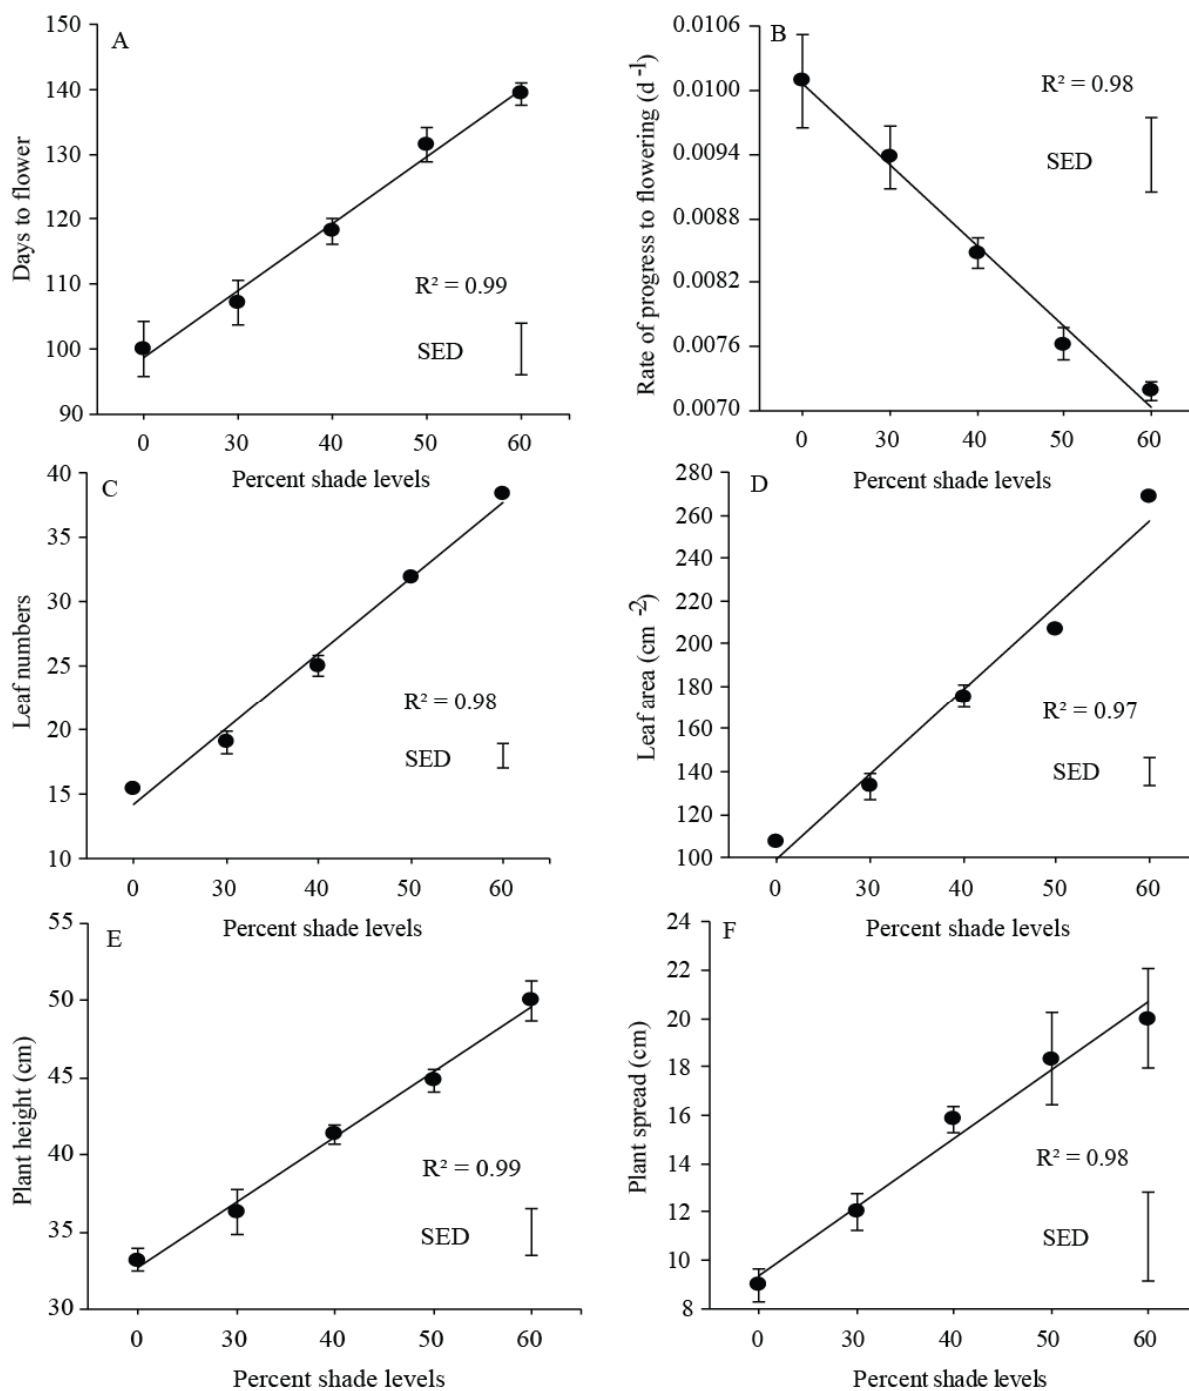 A
Days to flower
150
140
130
120
110
100
90
R² = 0.99
SED
0 30 40 50 60
Percent shade levels
B
Rate of progress to flowering (d -1)
0.0106
0.0100
0.0094
0.0088
0.0082
0.0076
0.0070
R² = 0.98
SED
0 30 40 50 60
Percent shade levels
C
Leaf numbers
40
35
30
25
20
15
10
R² = 0.98
SED
0 30 40 50 60
Percent shade levels
D
Leaf area (cm -2)
280
260
240
220
200
180
160
140
120
100
R² = 0.97
SED
0 30 40 50 60
Percent shade levels
E
Plant height (cm)
55
50
45
40
35
30
R² = 0.99
SED
0 30 40 50 60
Percent shade levels
F
Plant spread (cm)
24
22
20
18
16
14
12
10
8
R² = 0.98
SED
0 30 40 50 60
Percent shade levels